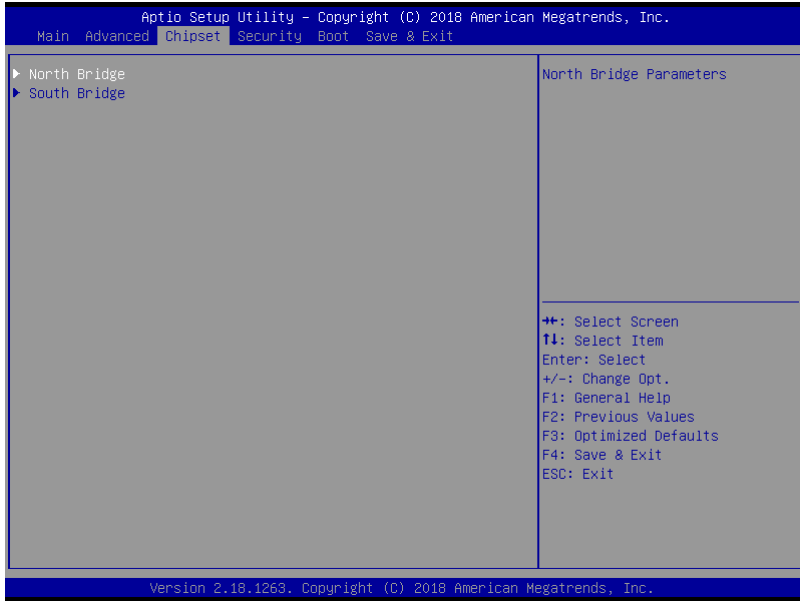 Aptio Setup Utility – Copyright (C) 2018 American Megatrends, Inc.
Main Advanced Chipset Security Boot Save & Exit
North Bridge
South Bridge
North Bridge Parameters
→←: Select Screen
↑↓: Select Item
Enter: Select
+/-: Change Opt.
F1: General Help
F2: Previous Values
F3: Optimized Defaults
F4: Save & Exit
ESC: Exit
Version 2.18.1263. Copyright (C) 2018 American Megatrends, Inc.